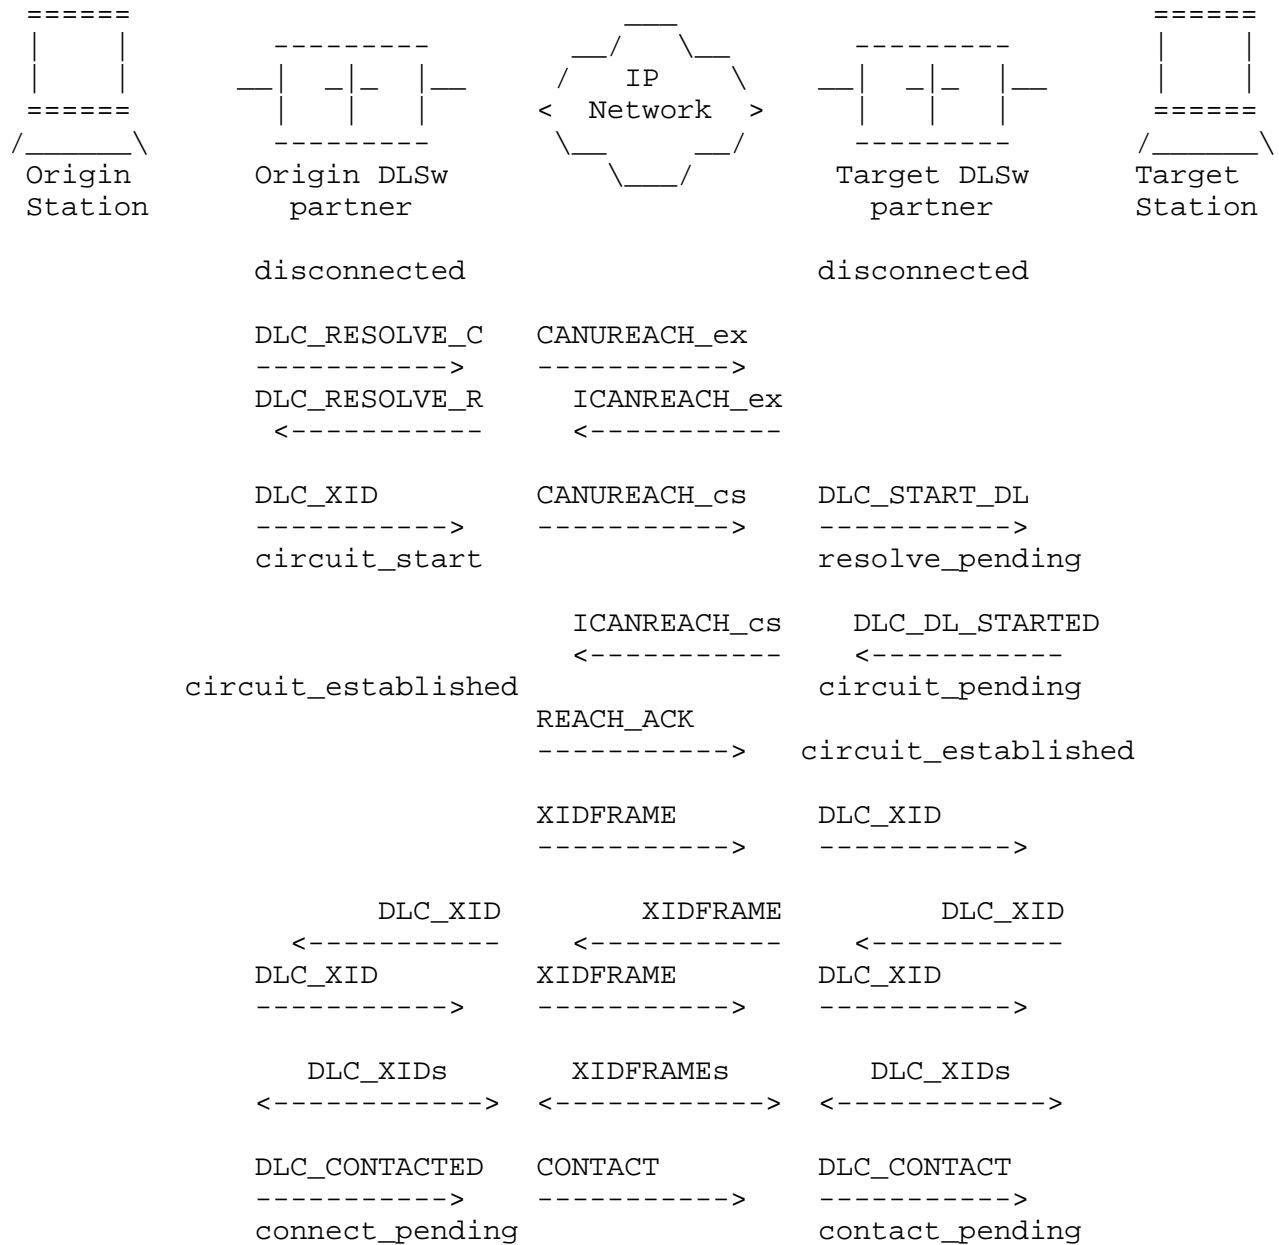 IP
Network
Origin Origin DLSw Target DLSw Target
Station partner partner Station
disconnected disconnected
DLC_RESOLVE_C CANUREACH_ex
DLC_RESOLVE_R ICANREACH_ex
DLC_XID CANUREACH_cs DLC_START_DL
circuit_start resolve_pending
ICANREACH_cs DLC_DL_STARTED
circuit_established circuit_pending
REACH_ACK
circuit_established
XIDFRAME DLC_XID
DLC_XID XIDFRAME DLC_XID
DLC_XID XIDFRAME DLC_XID
DLC_XIDs XIDFRAMEs DLC_XIDs
DLC_CONTACTED CONTACT DLC_CONTACT
connect_pending contact_pending